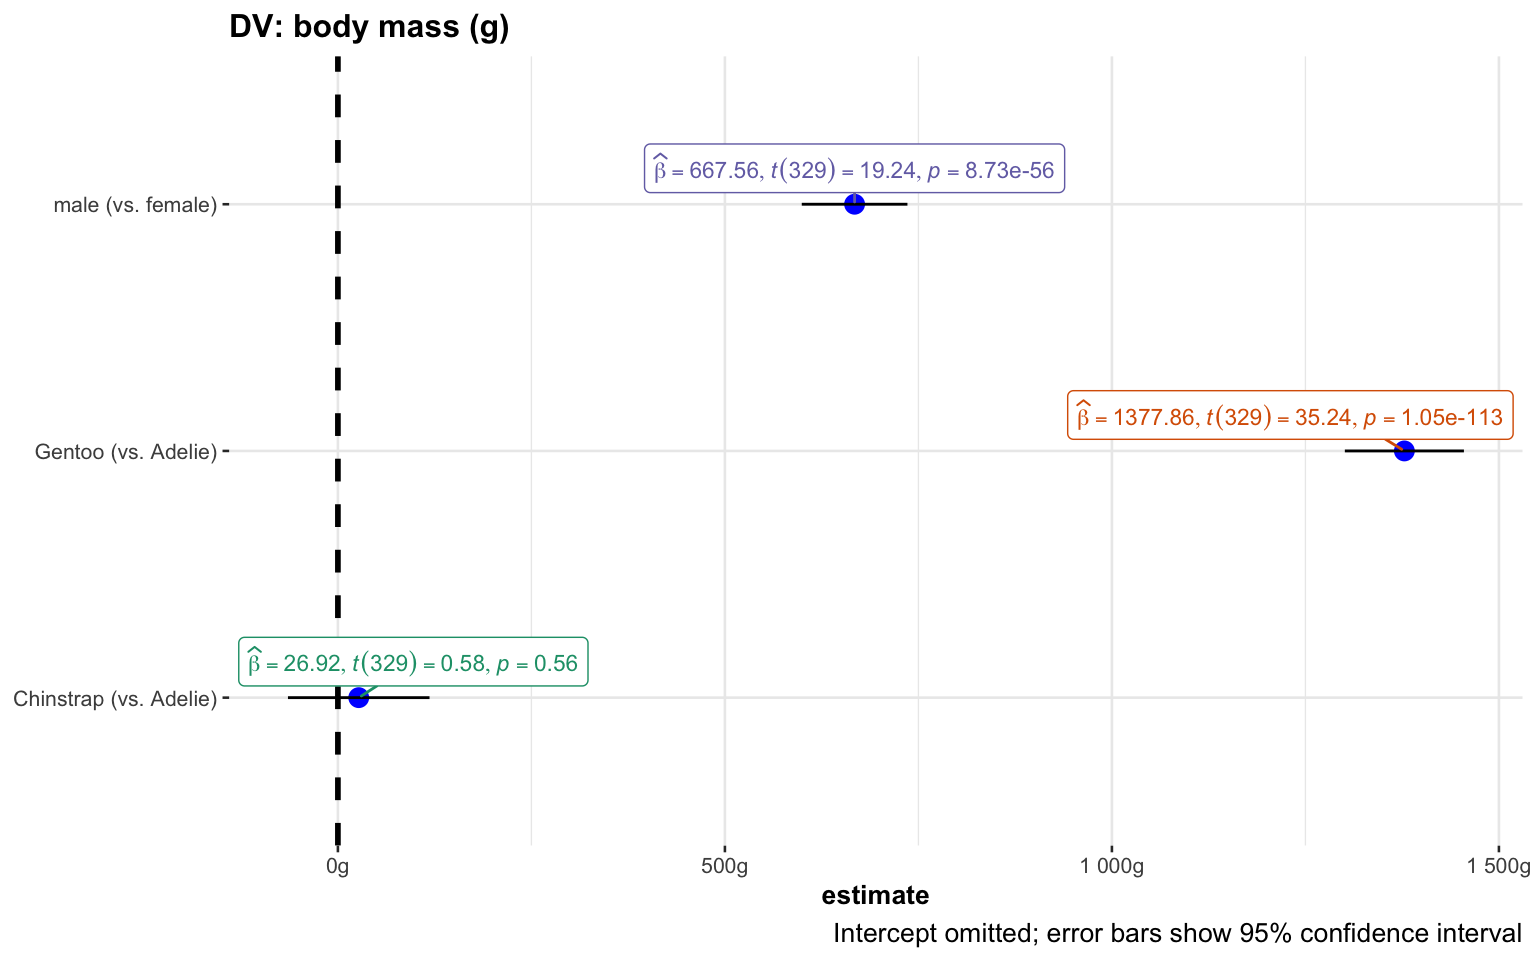 DV: body mass (g)
β̂ = 667.56, t(329) = 19.24, p = 8.73e-56
male (vs. female)
β̂ = 1377.86, t(329) = 35.24, p = 1.05e-113
Gentoo (vs. Adelie)
β̂ = 26.92, t(329) = 0.58, p = 0.56
Chinstrap (vs. Adelie)
0g 500g 1 000g 1 500g
estimate
Intercept omitted; error bars show 95% confidence interval